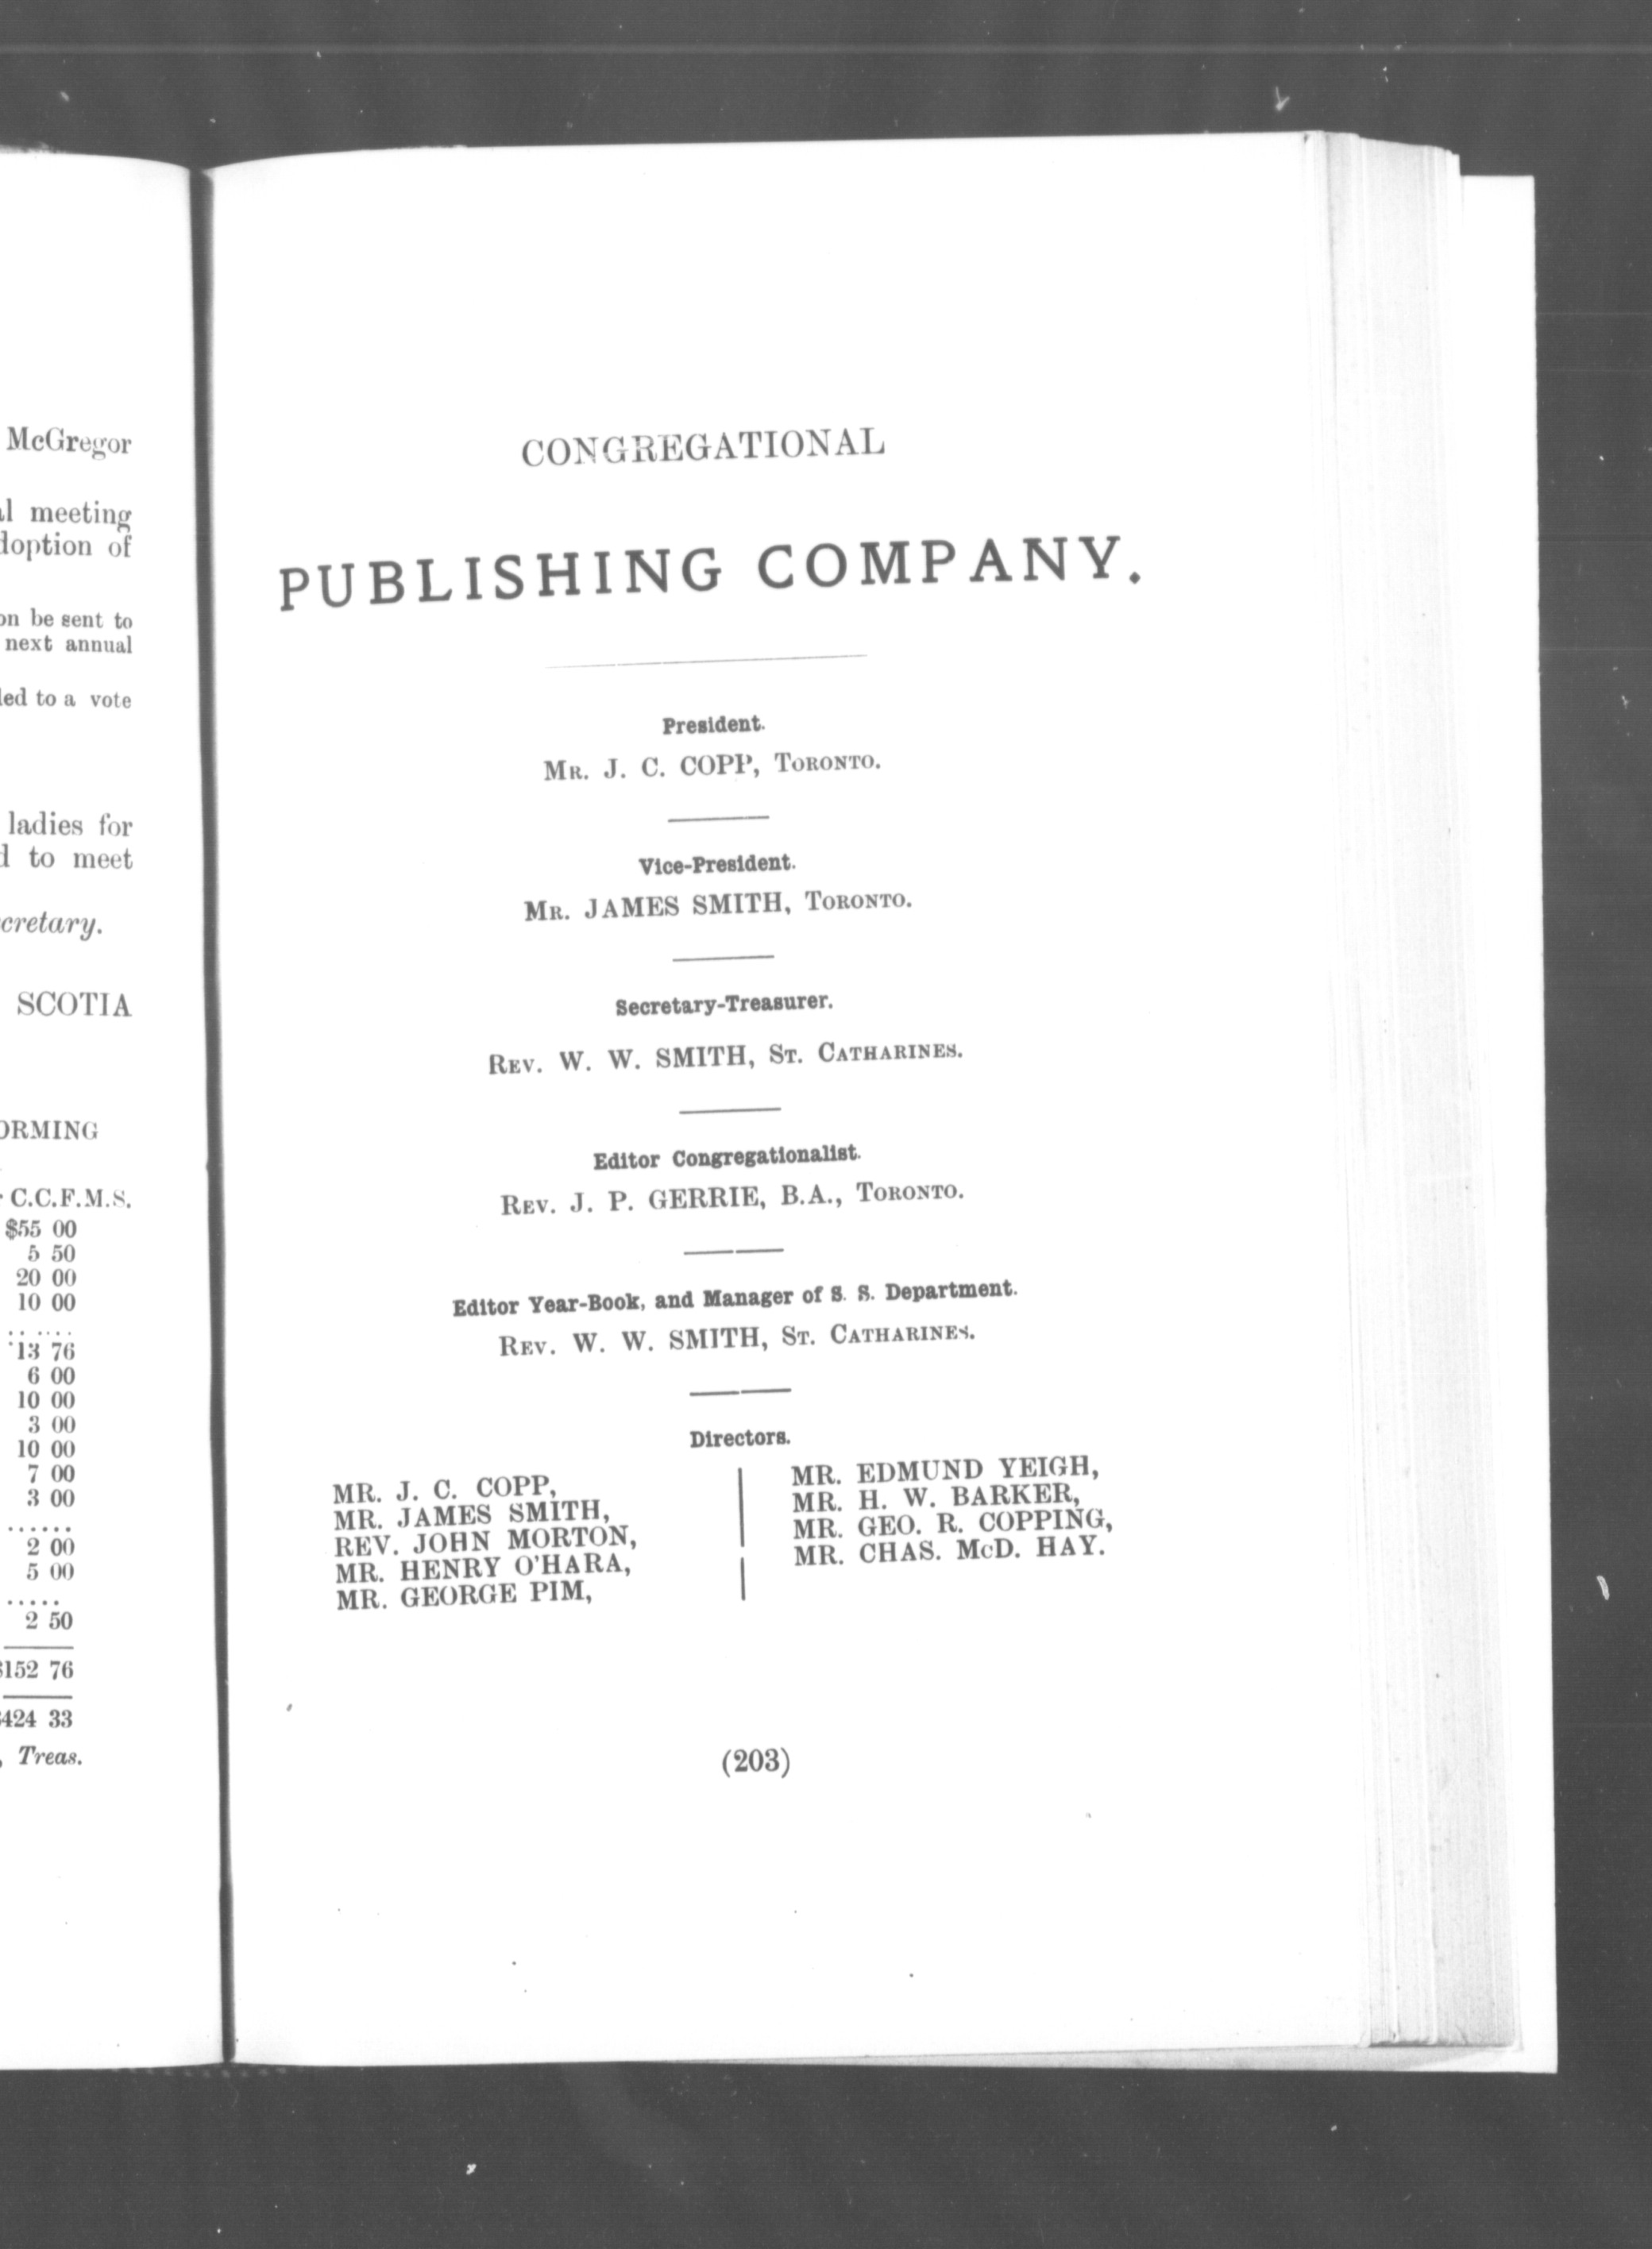 McGregor
meeting
of
be sent to
next annual
to a vote
ladies for
to meet
SCOTIA
C.C.F.M.S.
$55 00
5 50
20 00
10 00
......
13 76
6 00
10 00
3 00
10 00
7 00
3 00
......
2 00
5 00
.....
2 50
152 76
424 33
Treas.
CONGREGATIONAL
PUBLISHING COMPANY.
President.
MR. J. C. COPP, TORONTO.
Vice-President.
MR. JAMES SMITH, TORONTO.
Secretary-Treasurer.
REV. W. W. SMITH, ST. CATHARINES.
Editor Congregationalist.
REV. J. P. GERRIE, B.A., TORONTO.
Editor Year-Book, and Manager of S. S. Department.
REV. W. W. SMITH, ST. CATHARINES.
Directors.
MR. J. C. COPP,
MR. JAMES SMITH,
REV. JOHN MORTON,
MR. HENRY O'HARA,
MR. GEORGE PIM,
MR. EDMUND YEIGH,
MR. H. W. BARKER,
MR. GEO. R. COPPING,
MR. CHAS. McD. HAY.
(203)